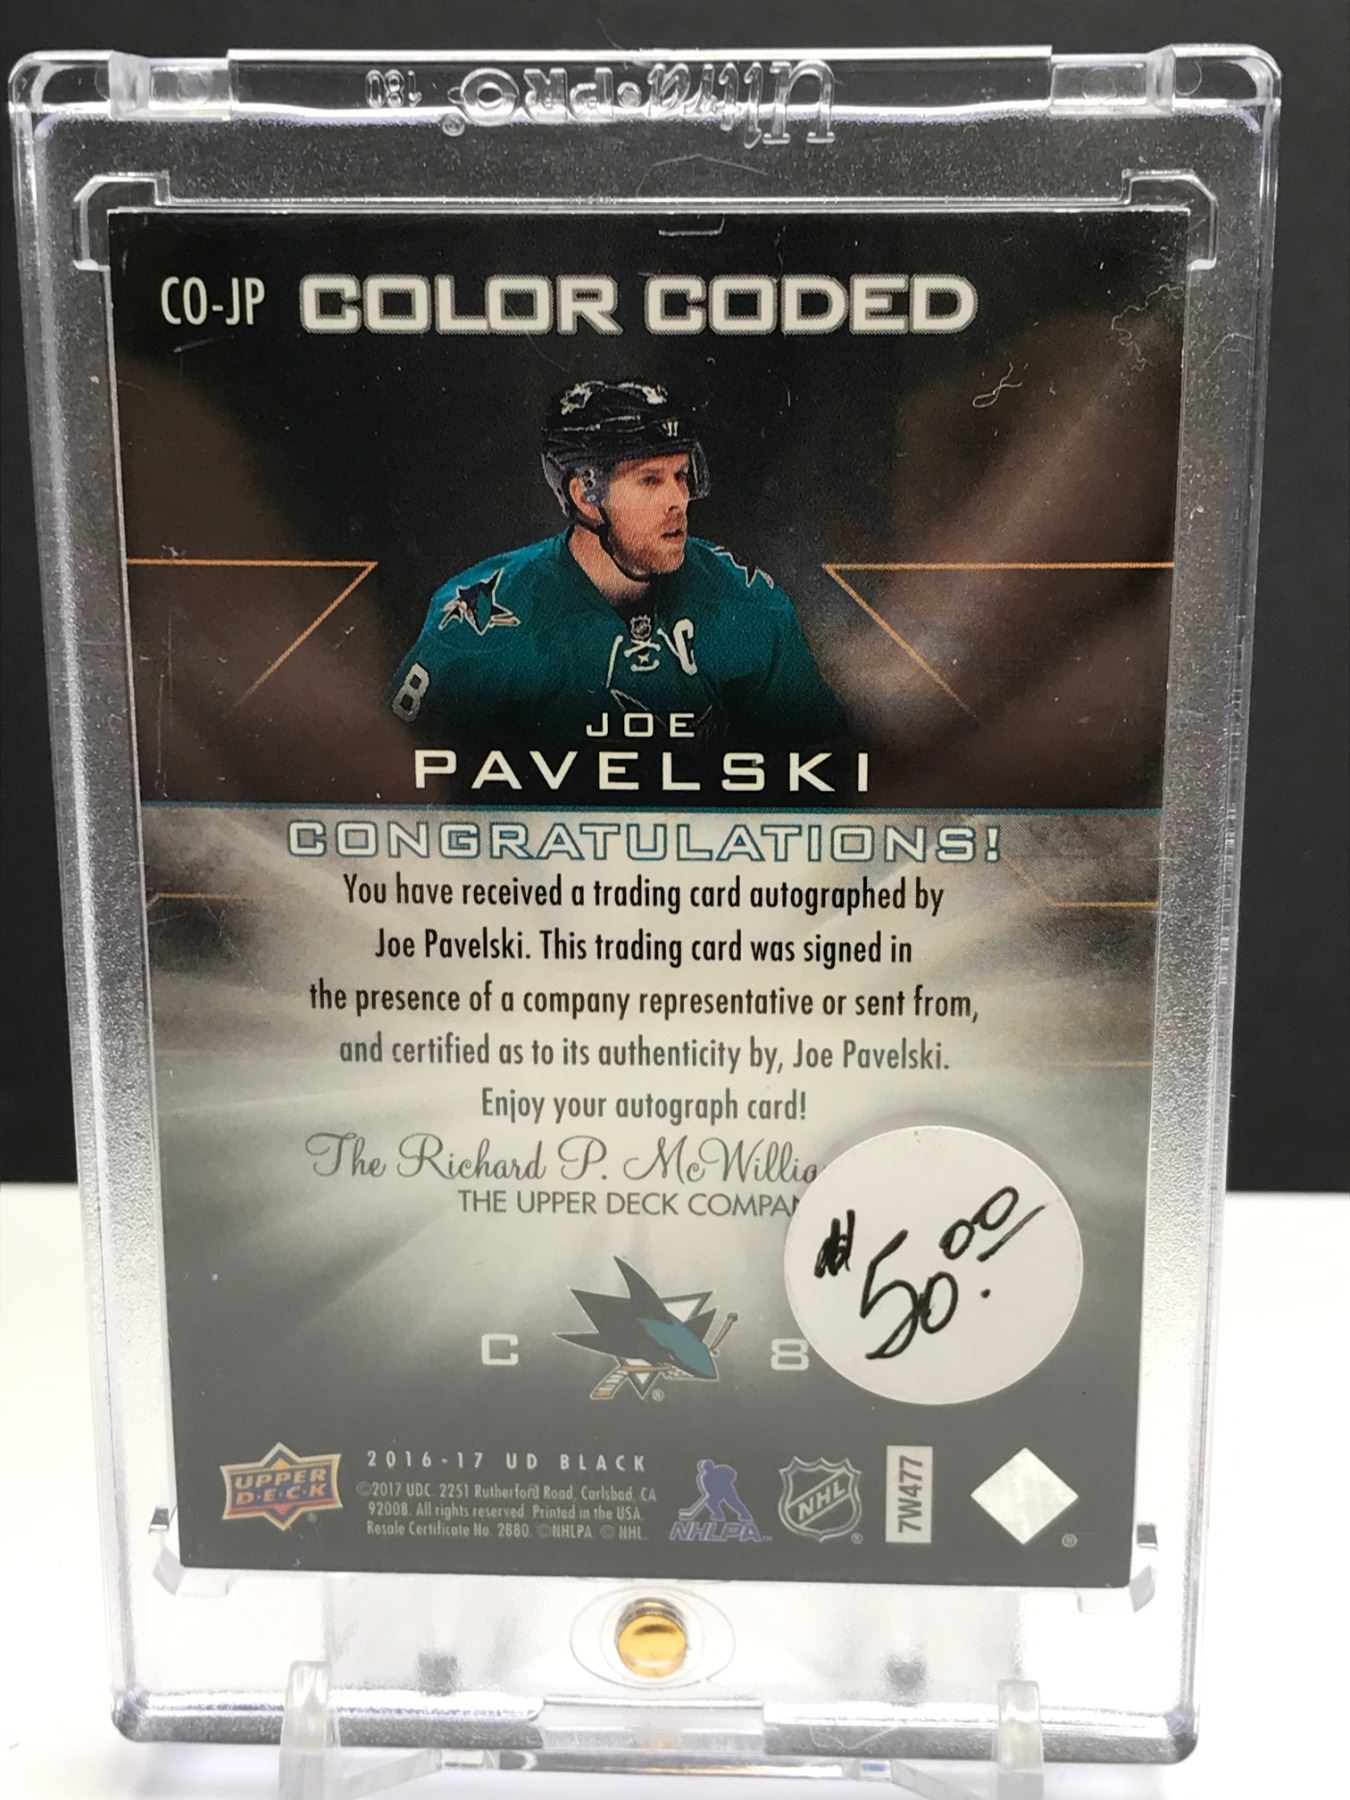 Ultra•PRO® 180
CO-JP COLOR CODED
8
C
JOE
PAVELSKI
CONGRATULATIONS!
You have received a trading card autographed by
Joe Pavelski. This trading card was signed in
the presence of a company representative or sent from,
and certified as to its authenticity by, Joe Pavelski.
Enjoy your autograph card!
The Richard P. McWillia
THE UPPER DECK COMPAN
$50.00
C 8
UPPER
DECK
2016-17 UD BLACK
©2017 UDC. 2251 Rutherford Road, Carlsbad, CA
92008. All rights reserved. Printed in the USA.
Resale Certificate No. 2880. ©NHLPA © NHL.
NHLPA
NHL
7W477